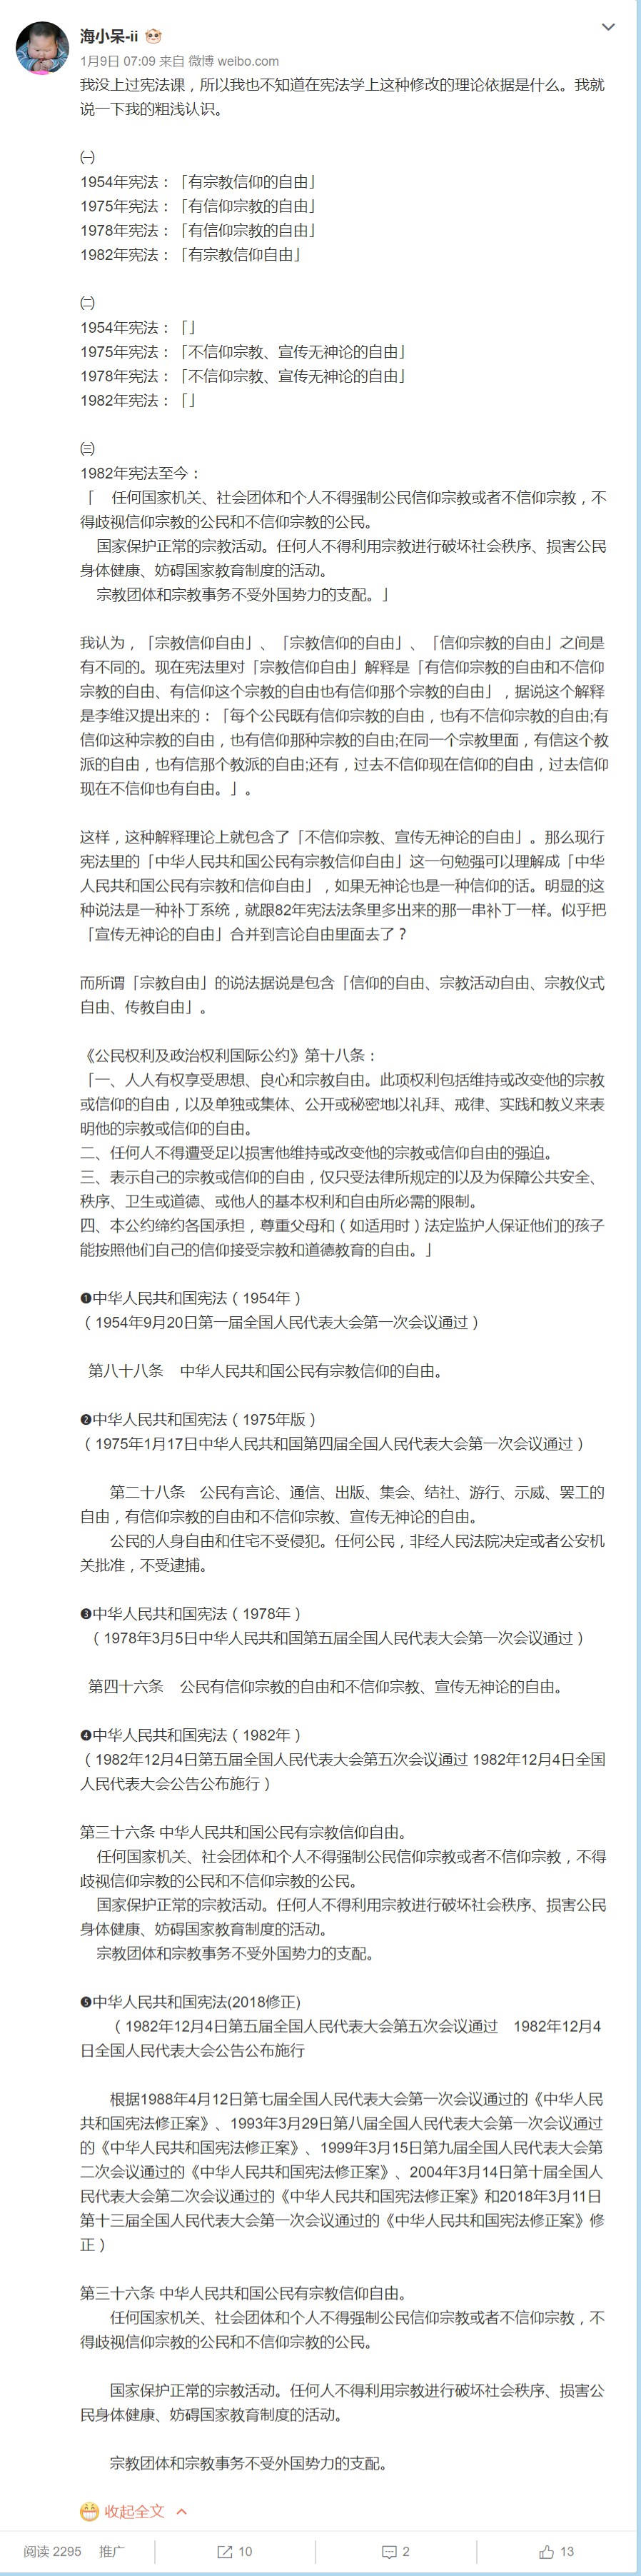 海小呆-ii
1月9日 07:09 来自 微博 weibo.com
我没上过宪法课，所以我也不知道在宪法学上这种修改的理论依据是什么。我就
说一下我的粗浅认识。
㈠
1954年宪法：「有宗教信仰的自由」
1975年宪法：「有信仰宗教的自由」
1978年宪法：「有信仰宗教的自由」
1982年宪法：「有宗教信仰自由」
㈡
1954年宪法：「」
1975年宪法：「不信仰宗教、宣传无神论的自由」
1978年宪法：「不信仰宗教、宣传无神论的自由」
1982年宪法：「」
㈢
1982年宪法至今：
「　任何国家机关、社会团体和个人不得强制公民信仰宗教或者不信仰宗教，不
得歧视信仰宗教的公民和不信仰宗教的公民。
国家保护正常的宗教活动。任何人不得利用宗教进行破坏社会秩序、损害公民
身体健康、妨碍国家教育制度的活动。
宗教团体和宗教事务不受外国势力的支配。」
我认为，「宗教信仰自由」、「宗教信仰的自由」、「信仰宗教的自由」之间是
有不同的。现在宪法里对「宗教信仰自由」解释是「有信仰宗教的自由和不信仰
宗教的自由、有信仰这个宗教的自由也有信仰那个宗教的自由」，据说这个解释
是李维汉提出来的：「每个公民既有信仰宗教的自由，也有不信仰宗教的自由;有
信仰这种宗教的自由，也有信仰那种宗教的自由;在同一个宗教里面，有信这个教
派的自由，也有信那个教派的自由;还有，过去不信仰现在信仰的自由，过去信仰
现在不信仰也有自由。」。
这样，这种解释理论上就包含了「不信仰宗教、宣传无神论的自由」。那么现行
宪法里的「中华人民共和国公民有宗教信仰自由」这一句勉强可以理解成「中华
人民共和国公民有宗教和信仰自由」，如果无神论也是一种信仰的话。明显的这
种说法是一种补丁系统，就跟82年宪法法条里多出来的那一串补丁一样。似乎把
「宣传无神论的自由」合并到言论自由里面去了？
而所谓「宗教自由」的说法据说是包含「信仰的自由、宗教活动自由、宗教仪式
自由、传教自由」。
《公民权利及政治权利国际公约》第十八条：
「一、人人有权享受思想、良心和宗教自由。此项权利包括维持或改变他的宗教
或信仰的自由，以及单独或集体、公开或秘密地以礼拜、戒律、实践和教义来表
明他的宗教或信仰的自由。
二、任何人不得遭受足以损害他维持或改变他的宗教或信仰自由的强迫。
三、表示自己的宗教或信仰的自由，仅只受法律所规定的以及为保障公共安全、
秩序、卫生或道德、或他人的基本权利和自由所必需的限制。
四、本公约缔约各国承担，尊重父母和（如适用时）法定监护人保证他们的孩子
能按照他们自己的信仰接受宗教和道德教育的自由。」
❶中华人民共和国宪法（1954年）
（1954年9月20日第一届全国人民代表大会第一次会议通过）
第八十八条　中华人民共和国公民有宗教信仰的自由。
❷中华人民共和国宪法（1975年版）
（1975年1月17日中华人民共和国第四届全国人民代表大会第一次会议通过）
第二十八条　公民有言论、通信、出版、集会、结社、游行、示威、罢工的
自由，有信仰宗教的自由和不信仰宗教、宣传无神论的自由。
公民的人身自由和住宅不受侵犯。任何公民，非经人民法院决定或者公安机
关批准，不受逮捕。
❸中华人民共和国宪法（1978年）
（1978年3月5日中华人民共和国第五届全国人民代表大会第一次会议通过）
第四十六条　公民有信仰宗教的自由和不信仰宗教、宣传无神论的自由。
❹中华人民共和国宪法（1982年）
（1982年12月4日第五届全国人民代表大会第五次会议通过 1982年12月4日全国
人民代表大会公告公布施行）
第三十六条 中华人民共和国公民有宗教信仰自由。
任何国家机关、社会团体和个人不得强制公民信仰宗教或者不信仰宗教，不得
歧视信仰宗教的公民和不信仰宗教的公民。
国家保护正常的宗教活动。任何人不得利用宗教进行破坏社会秩序、损害公民
身体健康、妨碍国家教育制度的活动。
宗教团体和宗教事务不受外国势力的支配。
❺中华人民共和国宪法(2018修正)
（1982年12月4日第五届全国人民代表大会第五次会议通过　1982年12月4
日全国人民代表大会公告公布施行
根据1988年4月12日第七届全国人民代表大会第一次会议通过的《中华人民
共和国宪法修正案》、1993年3月29日第八届全国人民代表大会第一次会议通过
的《中华人民共和国宪法修正案》、1999年3月15日第九届全国人民代表大会第
二次会议通过的《中华人民共和国宪法修正案》、2004年3月14日第十届全国人
民代表大会第二次会议通过的《中华人民共和国宪法修正案》和2018年3月11日
第十三届全国人民代表大会第一次会议通过的《中华人民共和国宪法修正案》修
正）
第三十六条 中华人民共和国公民有宗教信仰自由。
任何国家机关、社会团体和个人不得强制公民信仰宗教或者不信仰宗教，不
得歧视信仰宗教的公民和不信仰宗教的公民。
国家保护正常的宗教活动。任何人不得利用宗教进行破坏社会秩序、损害公
民身体健康、妨碍国家教育制度的活动。
宗教团体和宗教事务不受外国势力的支配。
收起全文
阅读 2295 推广 10 2 13